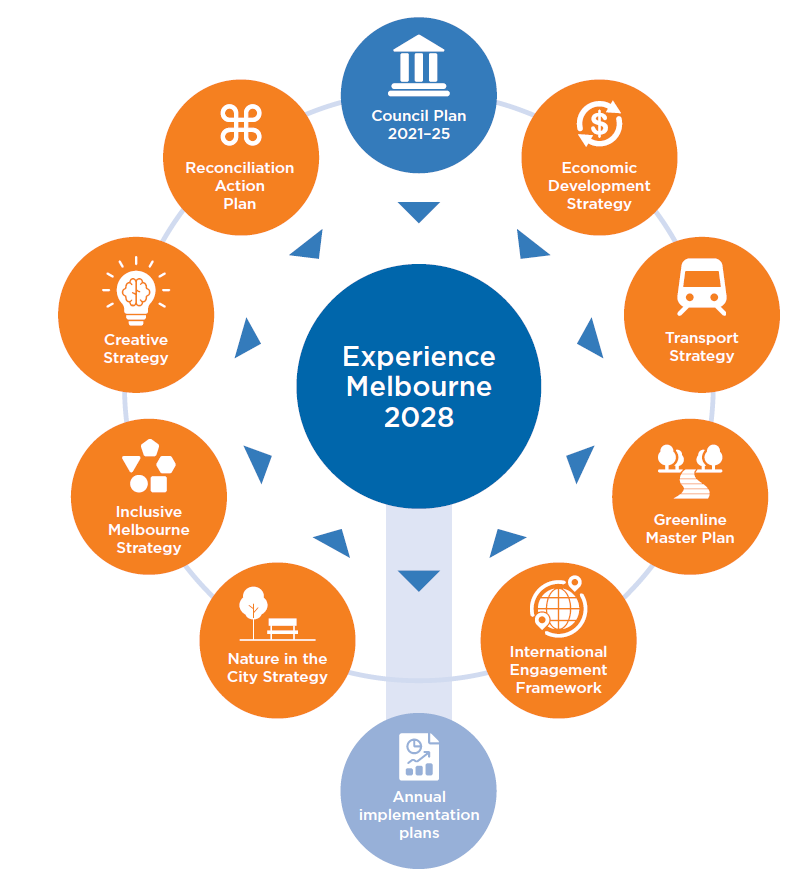 Council Plan
2021–25
Economic
Development
Strategy
Transport
Strategy
Greenline
Master Plan
International
Engagement
Framework
Annual
implementation
plans
Nature in the
City Strategy
Inclusive
Melbourne
Strategy
Creative
Strategy
Reconciliation
Action
Plan
Experience
Melbourne
2028